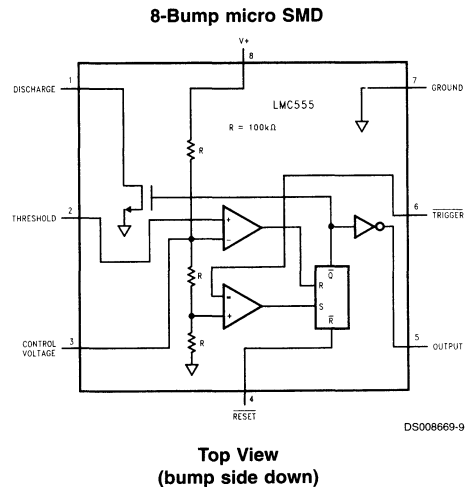 8-Bump micro SMD
V+
8
1
DISCHARGE
7
GROUND
LMC555
R = 100kΩ
R
2
THRESHOLD
6
TRIGGER
+
−
Q
R
R
-
+
S
R
R
3
CONTROL
VOLTAGE
5
OUTPUT
4
RESET
DS008669-9
Top View
(bump side down)